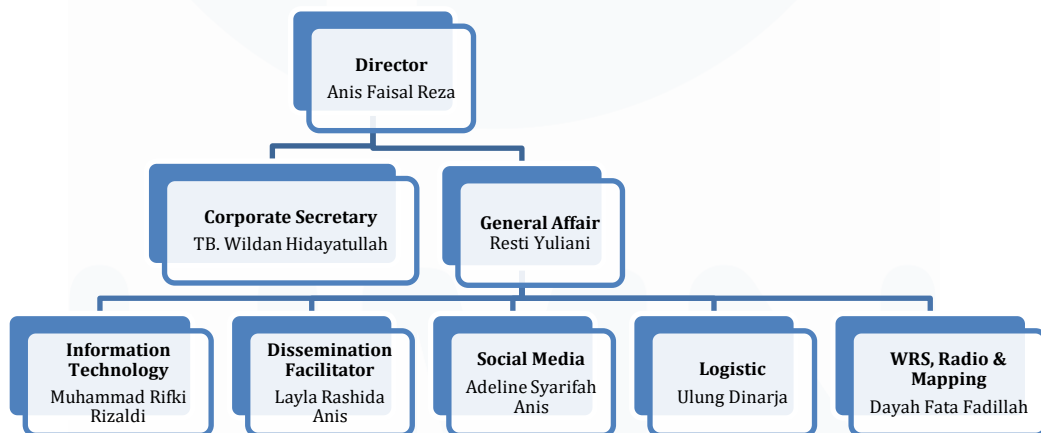 Director
Anis Faisal Reza
Corporate Secretary
TB. Wildan Hidayatullah
General Affair
Resti Yuliani
Information
Technology
Muhammad Rifki
Rizaldi
Dissemination
Facilitator
Layla Rashida
Anis
Social Media
Adeline Syarifah
Anis
Logistic
Ulung Dinarja
WRS, Radio &
Mapping
Dayah Fata Fadillah